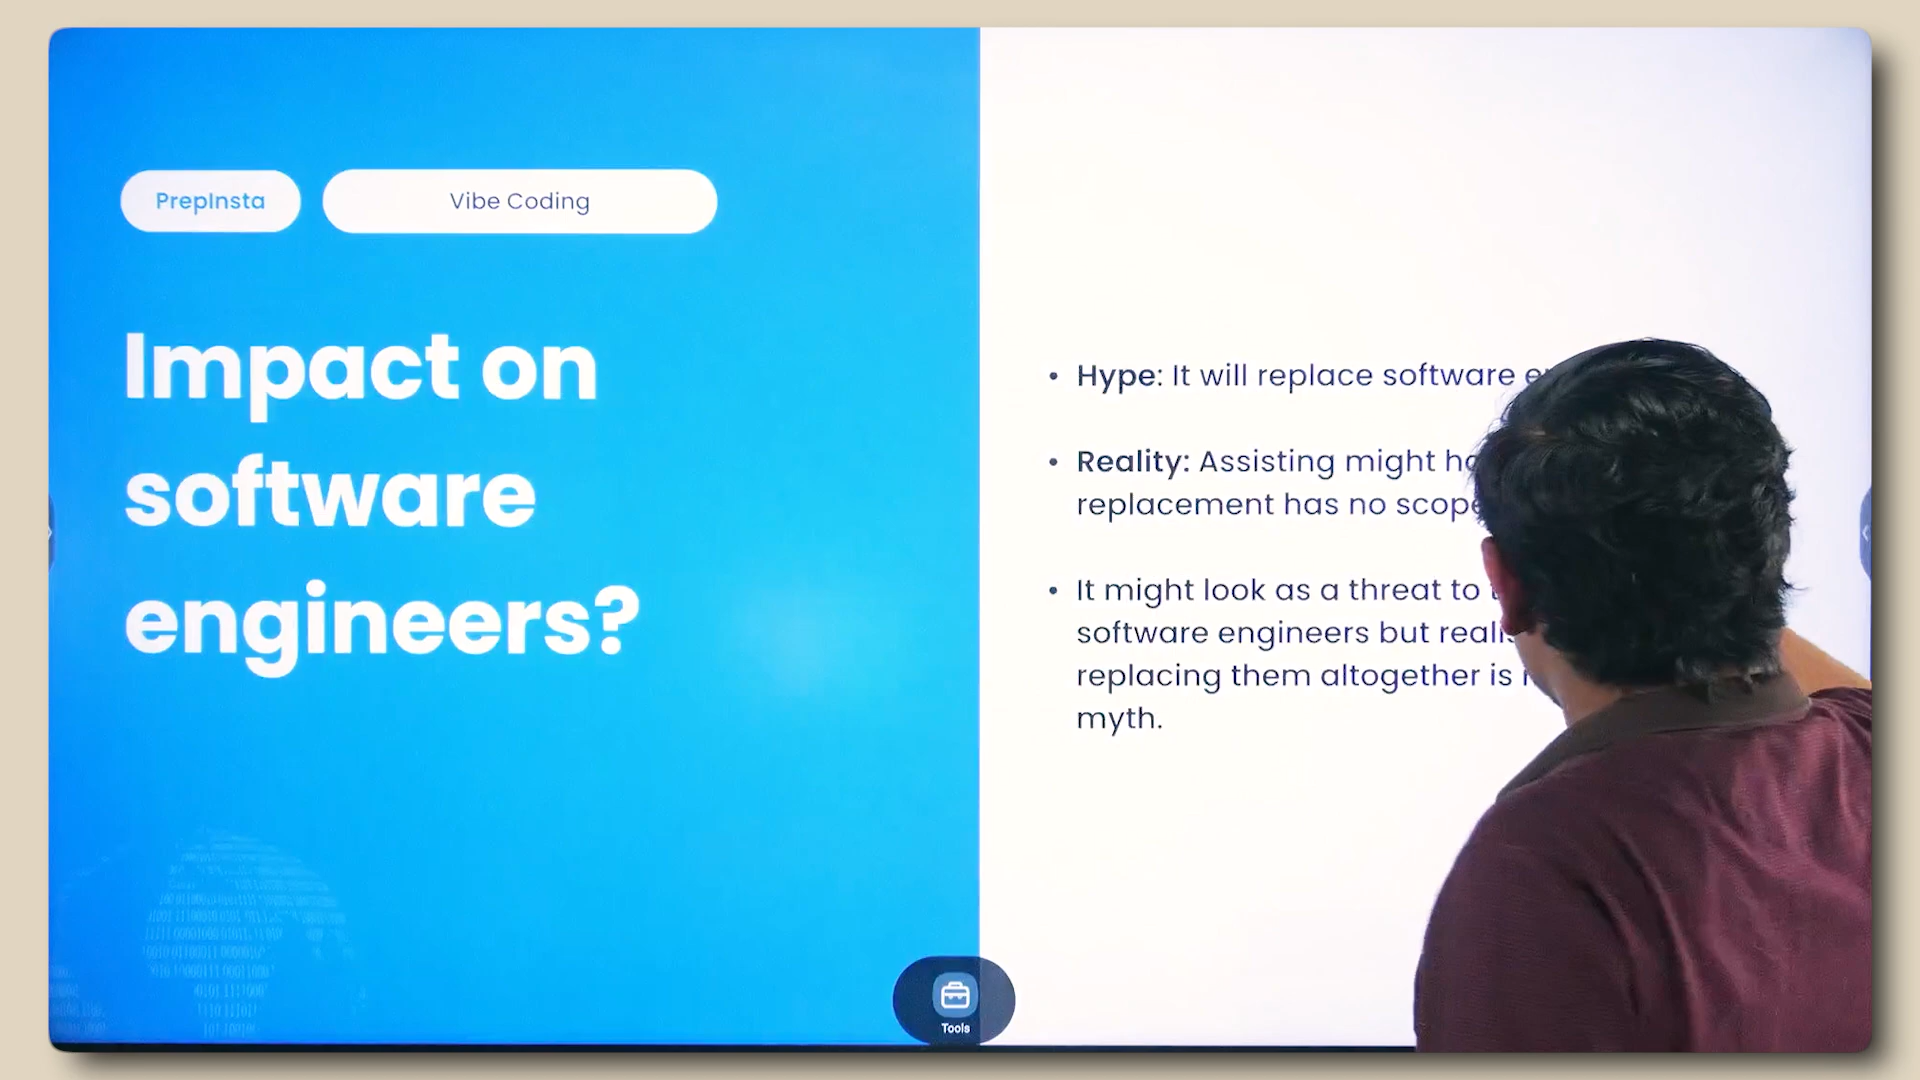 PrepInsta
Vibe Coding
Impact on
software
engineers?
• Hype: It will replace software
• Reality: Assisting might
replacement has no scope
• It might look as a threat to
software engineers but
replacing them altogether is
myth.
Tools